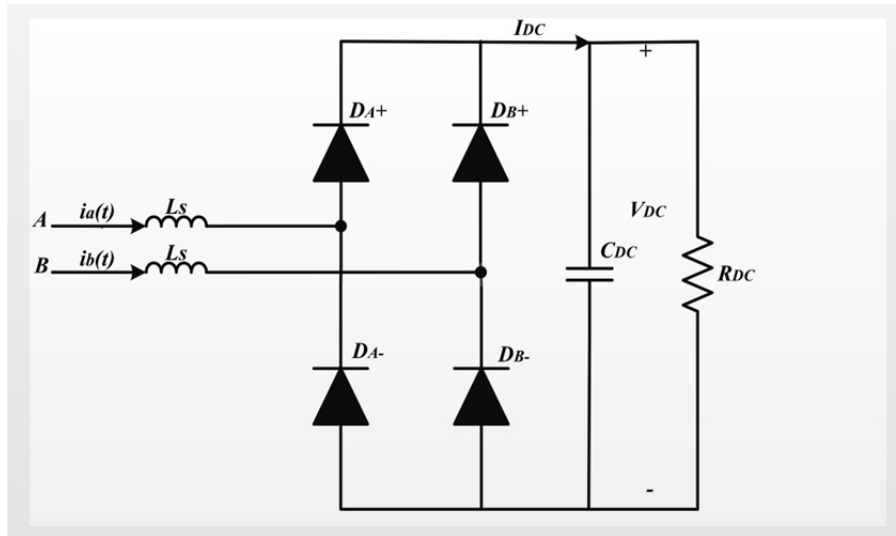 IDC
+
DA+ DB+
A ia(t) Ls
VDC
B ib(t) Ls
CDC
RDC
DA- DB-
-